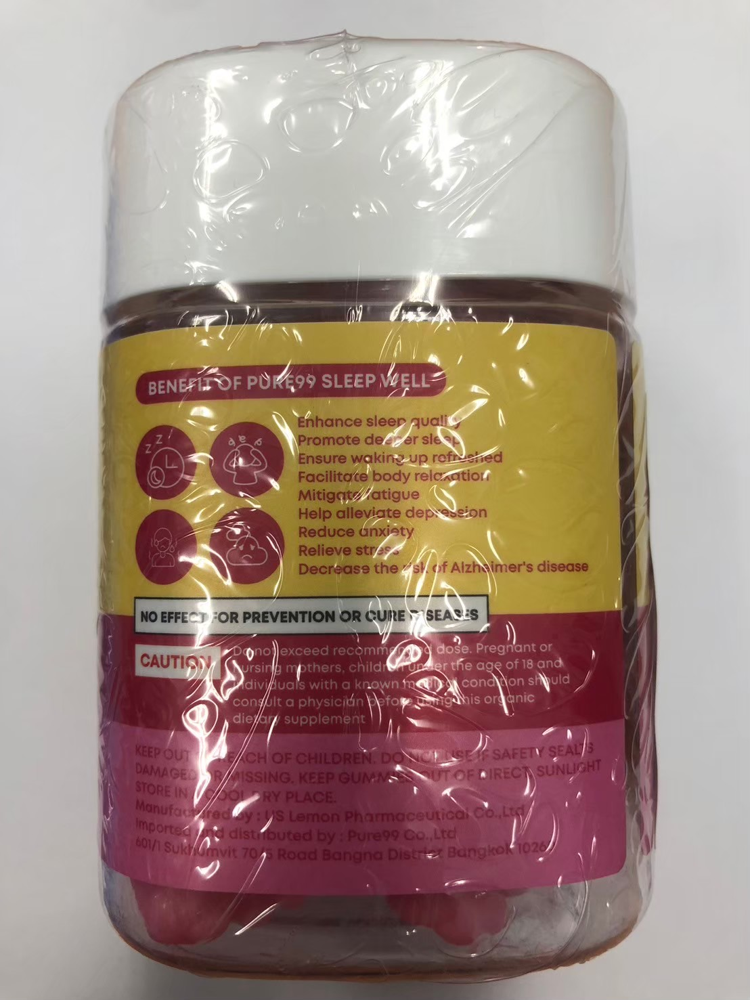 BENEFIT OF PURE99 SLEEP WELL
Z Z
Enhance sleep quality
Promote deeper sleep
Ensure waking up refreshed
Facilitate body relaxation
Mitigate fatigue
Help alleviate depression
Reduce anxiety
Relieve stress
Decrease the risk of Alzheimer's disease
NO EFFECT FOR PREVENTION OR CURE DISEASES
CAUTION
Do not exceed recommended dose. Pregnant or
nursing mothers, children under the age of 18 and
individuals with a known medical condition should
consult a physician before using this organic
dietary supplement
KEEP OUT OF REACH OF CHILDREN. DO NOT USE IF SAFETY
DAMAGED OR MISSING. KEEP GUMMIES OUT OF DIRECT SUNLIGHT
STORE IN A COOL DRY PLACE.
Manufactured by : US Lemon Pharmaceutical Co.,Ltd
Imported and distributed by : Pure99 Co.,Ltd
601/1 Sukhumvit 70/5 Road Bangna District Bangkok